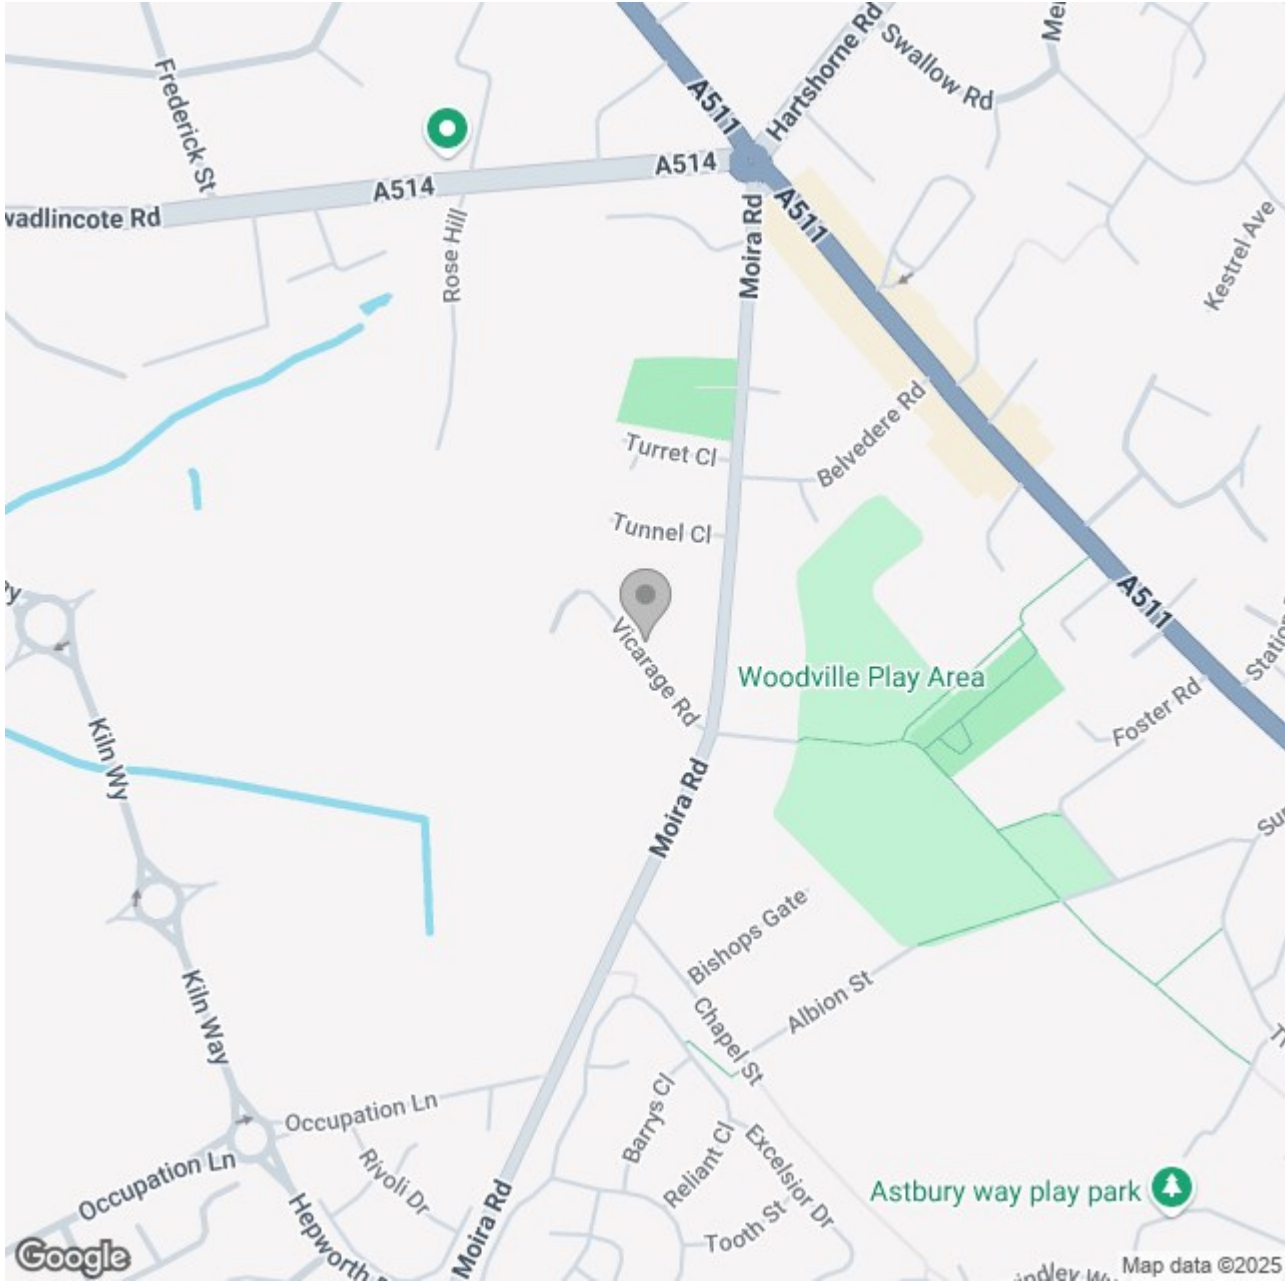 Hartshorne Rd
Swallow Rd
Frederick St
A511
A514
A514
wadlincote Rd
Rose Hill
Moira Rd
A511
Kestrel Ave
Belvedere Rd
Turret Cl
Tunnel Cl
A511
Vicarage Rd
Woodville Play Area
Station
Foster Rd
Kiln Wy
Moira Rd
Bishops Gate
Albion St
Chapel St
Kiln Way
Occupation Ln
Barrys Cl
Reliant Cl
Excelsior Dr
Occupation Ln
Rivoli Dr
Astbury way play park
Tooth St
Moira Rd
Hepworth
Google
Map data ©2025